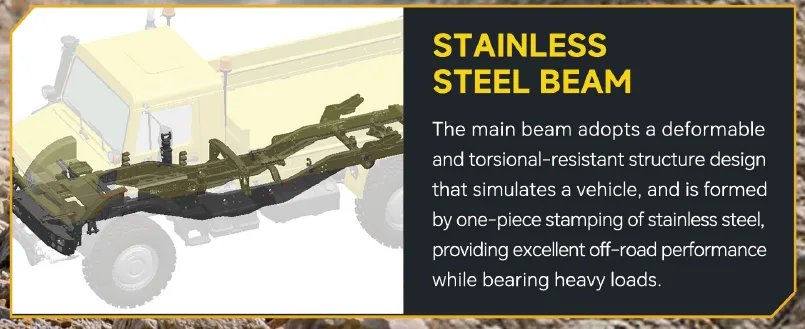 STAINLESS
STEEL BEAM
The main beam adopts a deformable
and torsional-resistant structure design
that simulates a vehicle, and is formed
by one-piece stamping of stainless steel,
providing excellent off-road performance
while bearing heavy loads.